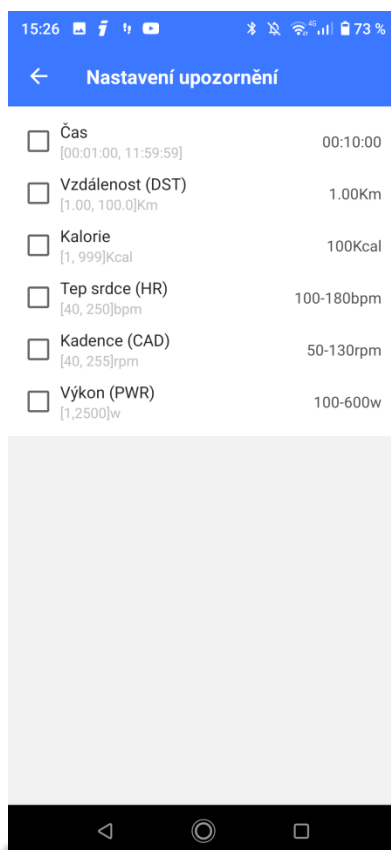 15:26 4G 73 %
Nastavení upozornění
Čas 00:10:00
[00:01:00, 11:59:59]
Vzdálenost (DST) 1.00Km
[1.00, 100.0]Km
Kalorie 100Kcal
[1, 999]Kcal
Tep srdce (HR) 100-180bpm
[40, 250]bpm
Kadence (CAD) 50-130rpm
[40, 255]rpm
Výkon (PWR) 100-600w
[1,2500]w